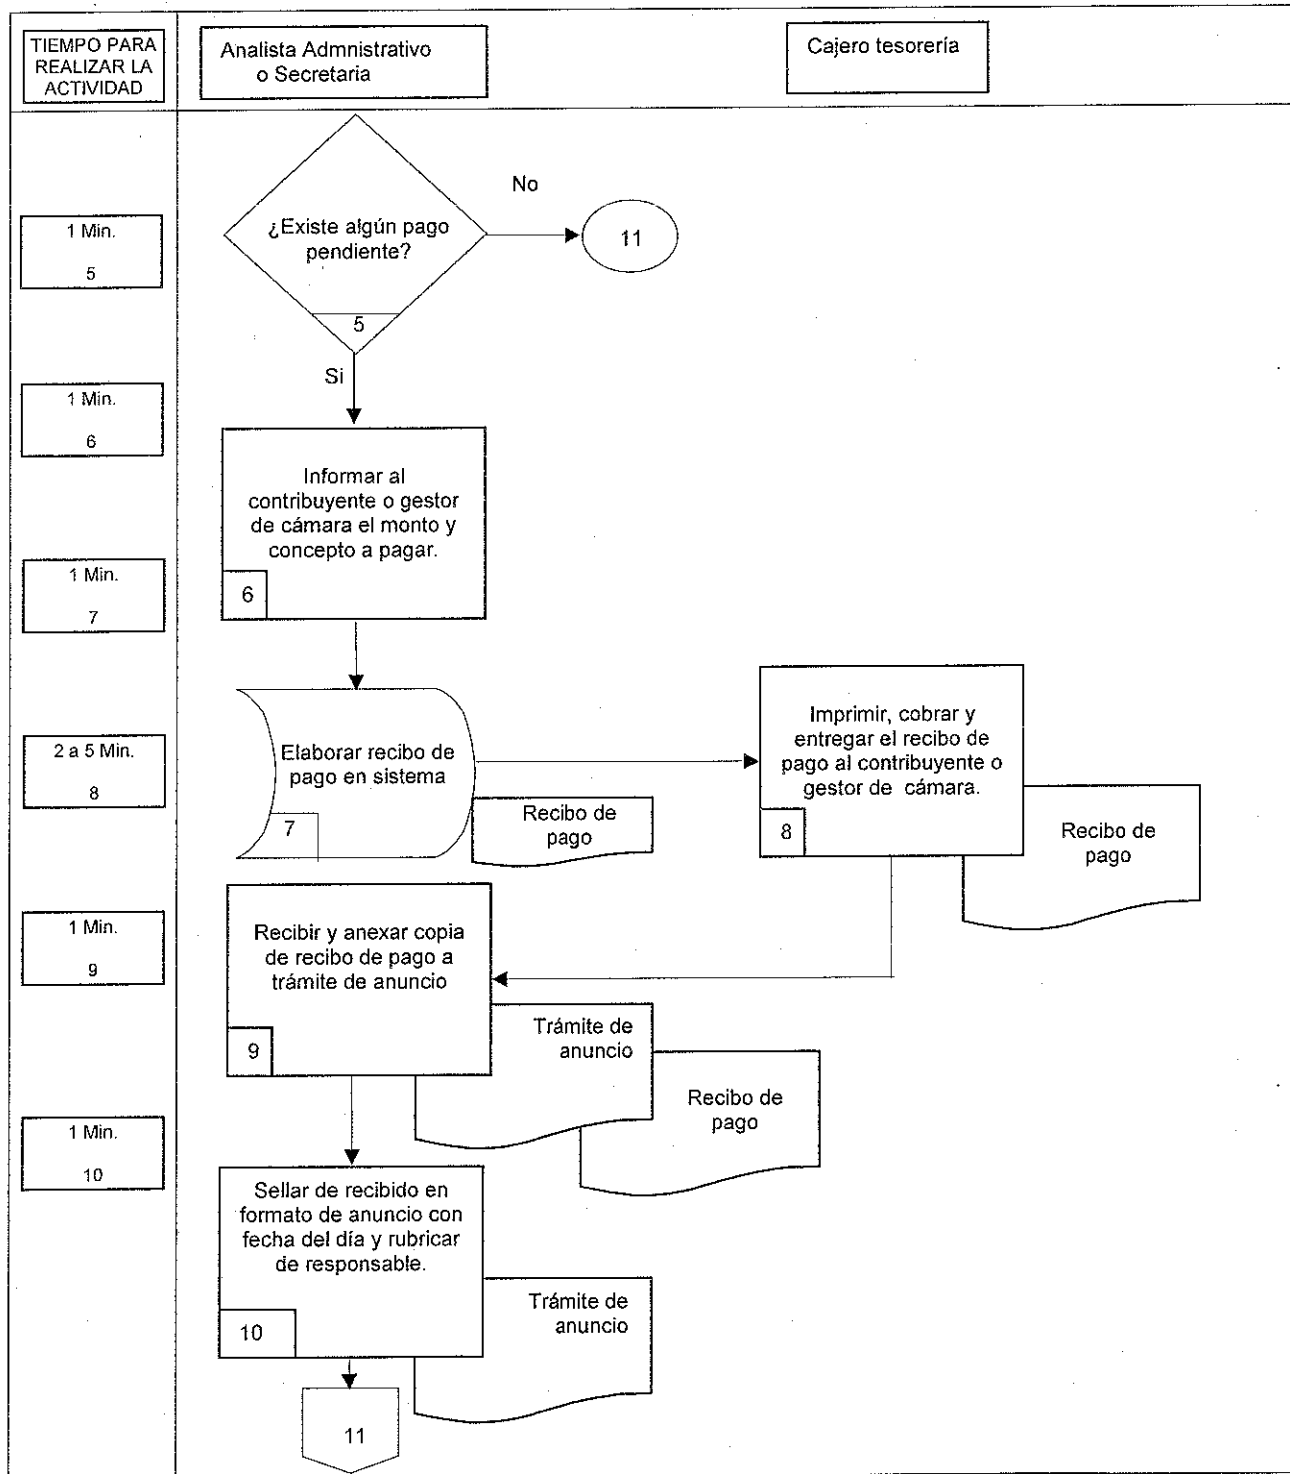 TIEMPO PARA
REALIZAR LA
ACTIVIDAD
Analista Admnistrativo
o Secretaria
Cajero tesorería
1 Min.
5
¿Existe algún pago
pendiente?
5
No
11
Si
1 Min.
6
Informar al
contribuyente o gestor
de cámara el monto y
concepto a pagar.
6
1 Min.
7
2 a 5 Min.
8
Elaborar recibo de
pago en sistema
7
Recibo de
pago
Imprimir, cobrar y
entregar el recibo de
pago al contribuyente o
gestor de cámara.
8
Recibo de
pago
1 Min.
9
Recibir y anexar copia
de recibo de pago a
trámite de anuncio
9
Trámite de
anuncio
Recibo de
pago
1 Min.
10
Sellar de recibido en
formato de anuncio con
fecha del día y rubricar
de responsable.
10
Trámite de
anuncio
11